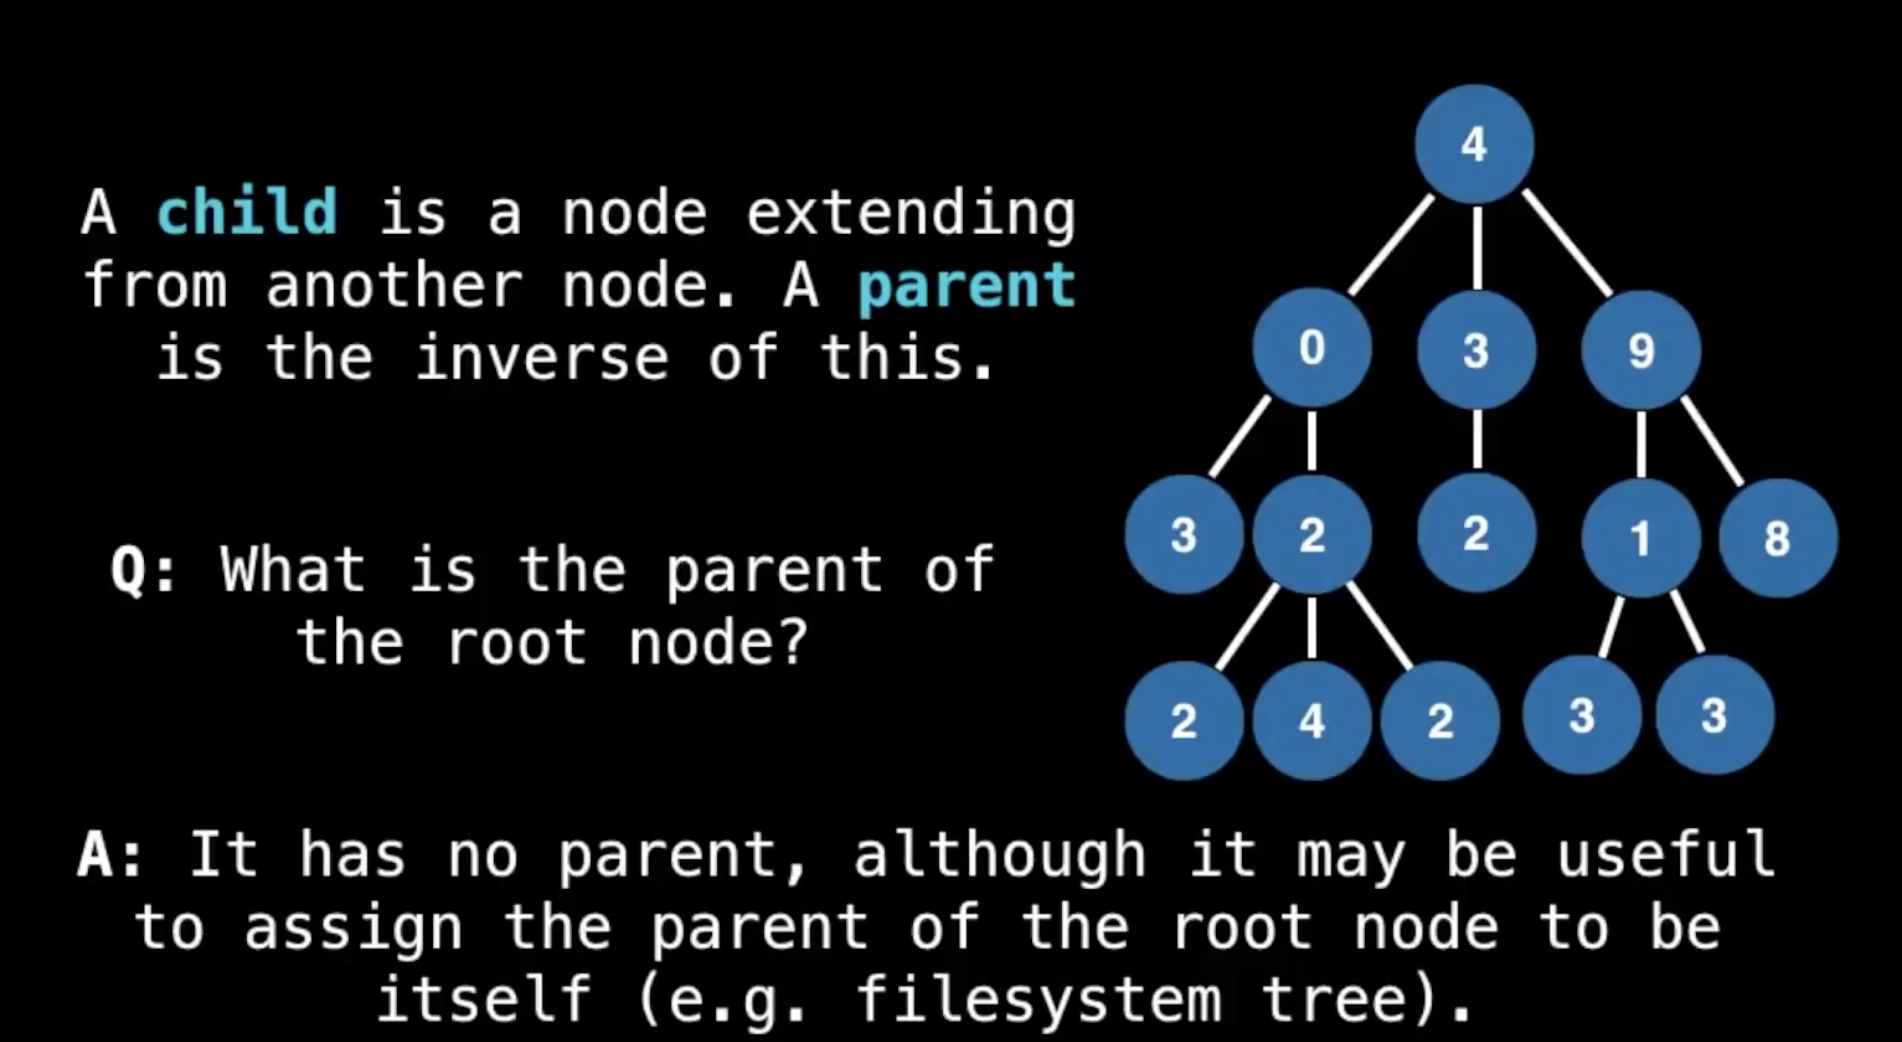 A child is a node extending
from another node. A parent
is the inverse of this.
Q: What is the parent of
the root node?
4
0 3 9
3 2 2 1 8
2 4 2 3 3
A: It has no parent, although it may be useful
to assign the parent of the root node to be
itself (e.g. filesystem tree).